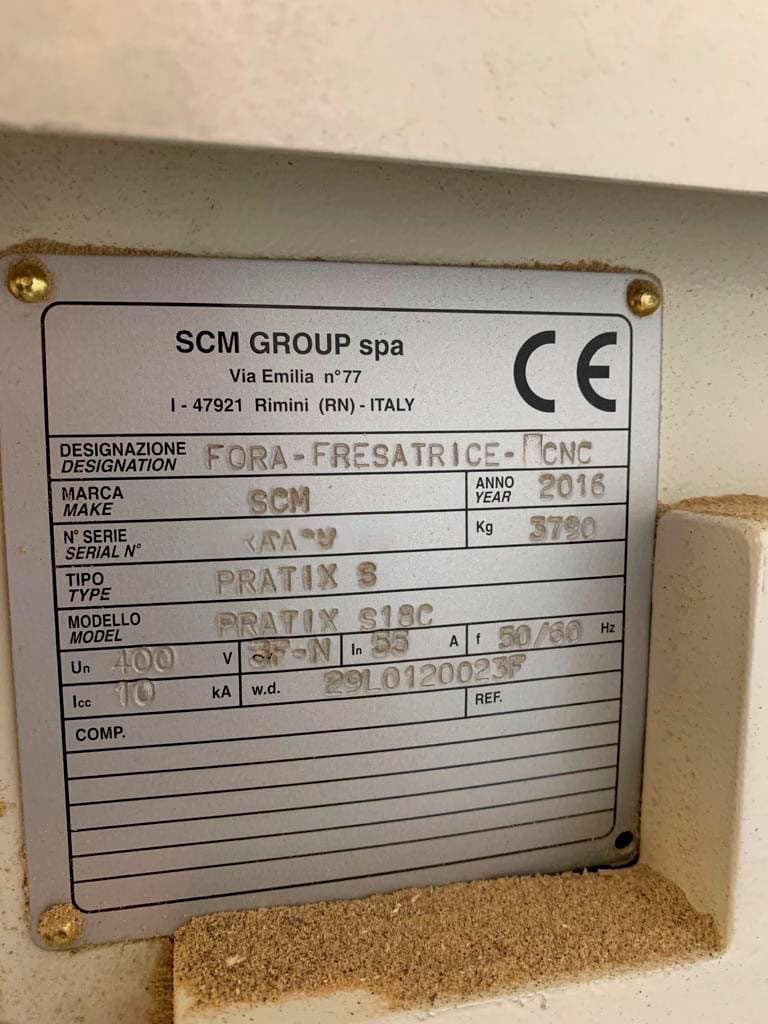 SCM GROUP spa
Via Emilia n°77
I - 47921 Rimini (RN) - ITALY
CE
DESIGNAZIONE
DESIGNATION
FORA-FRESATRICE- CNC
MARCA
MAKE
SCM
ANNO
YEAR
2016
N° SERIE
SERIAL N°
Kg
3790
TIPO
TYPE
PRATIX S
MODELLO
MODEL
PRATIX S18C
Un 400 V
3F-N
In 55 A
f 50/60 Hz
Icc 10 kA
w.d. 29L0120023F
COMP.
REF.